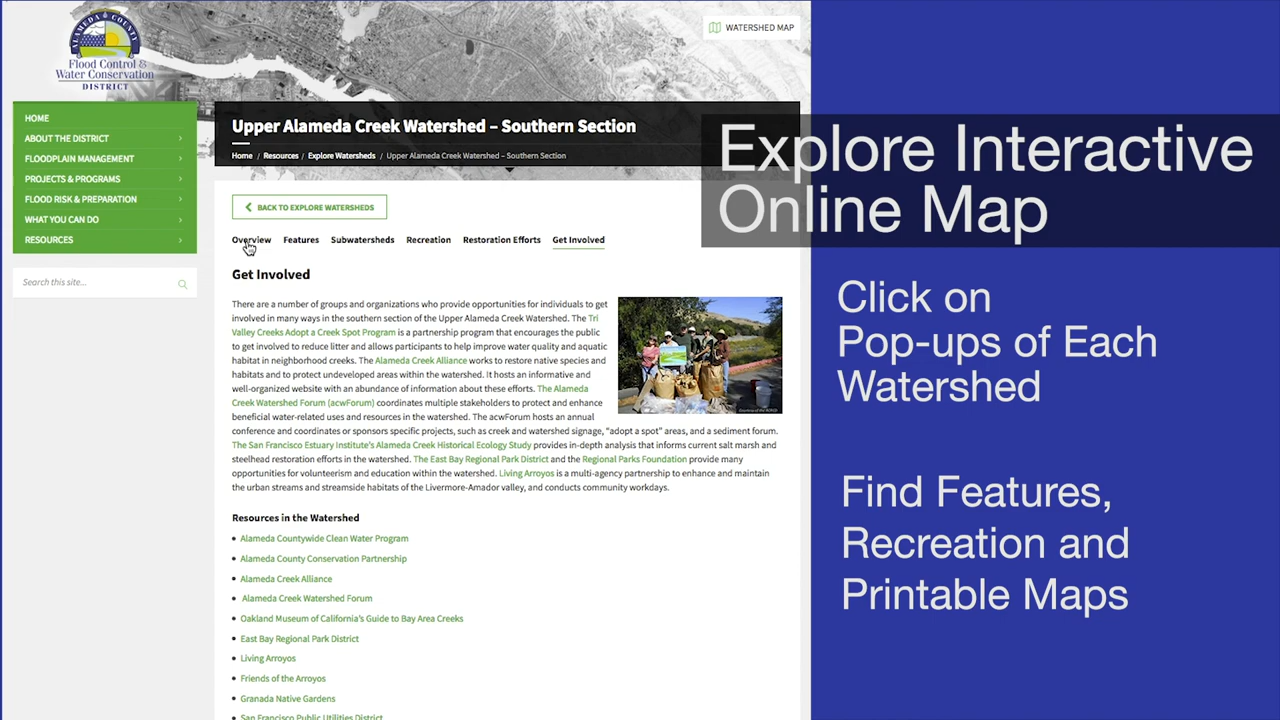 ALAMEDA COUNTY
Flood Control &
Water Conservation
DISTRICT
WATERSHED MAP
HOME
ABOUT THE DISTRICT
FLOODPLAIN MANAGEMENT
PROJECTS & PROGRAMS
FLOOD RISK & PREPARATION
WHAT YOU CAN DO
RESOURCES
Search this site...
Upper Alameda Creek Watershed – Southern Section
Home / Resources / Explore Watersheds / Upper Alameda Creek Watershed – Southern Section
BACK TO EXPLORE WATERSHEDS
Overview Features Subwatersheds Recreation Restoration Efforts Get Involved
Get Involved
There are a number of groups and organizations who provide opportunities for individuals to get
involved in many ways in the southern section of the Upper Alameda Creek Watershed. The Tri
Valley Creeks Adopt a Creek Spot Program is a partnership program that encourages the public
to get involved to reduce litter and allows participants to help improve water quality and aquatic
habitat in neighborhood creeks. The Alameda Creek Alliance works to restore native species and
habitats and to protect undeveloped areas within the watershed. It hosts an informative and
well-organized website with an abundance of information about these efforts. The Alameda
Creek Watershed Forum (acwForum) coordinates multiple stakeholders to protect and enhance
beneficial water-related uses and resources in the watershed. The acwForum hosts an annual
conference and coordinates or sponsors specific projects, such as creek and watershed signage, "adopt a spot" areas, and a sediment forum.
The San Francisco Estuary Institute's Alameda Creek Historical Ecology Study provides in-depth analysis that informs current salt marsh and
steelhead restoration efforts in the watershed. The East Bay Regional Park District and the Regional Parks Foundation provide many
opportunities for volunteerism and education within the watershed. Living Arroyos is a multi-agency partnership to enhance and maintain
the urban streams and streamside habitats of the Livermore-Amador valley, and conducts community workdays.
Resources in the Watershed
Alameda Countywide Clean Water Program
Alameda County Conservation Partnership
Alameda Creek Alliance
Alameda Creek Watershed Forum
Oakland Museum of California's Guide to Bay Area Creeks
East Bay Regional Park District
Living Arroyos
Friends of the Arroyos
Granada Native Gardens
San Francisco Public Utilities District
Explore Interactive
Online Map
Click on
Pop-ups of Each
Watershed
Find Features,
Recreation and
Printable Maps